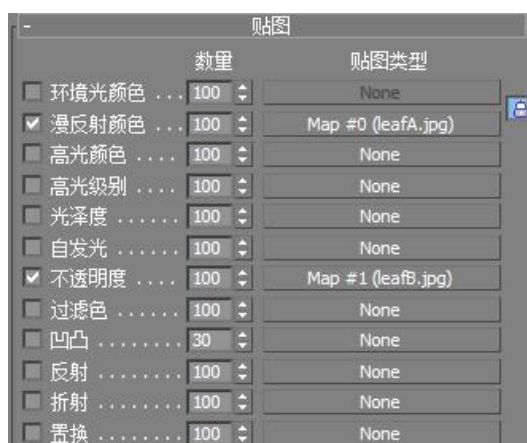 - 贴图
数量 贴图类型
环境光颜色 ... 100 None
漫反射颜色 ... 100 Map #0 (leafA.jpg)
高光颜色 .... 100 None
高光级别 .... 100 None
光泽度 ...... 100 None
自发光 ...... 100 None
不透明度 .... 100 Map #1 (leafB.jpg)
过滤色 ...... 100 None
凹凸 ........ 30 None
反射 ........ 100 None
折射 ........ 100 None
置换 ........ 100 None